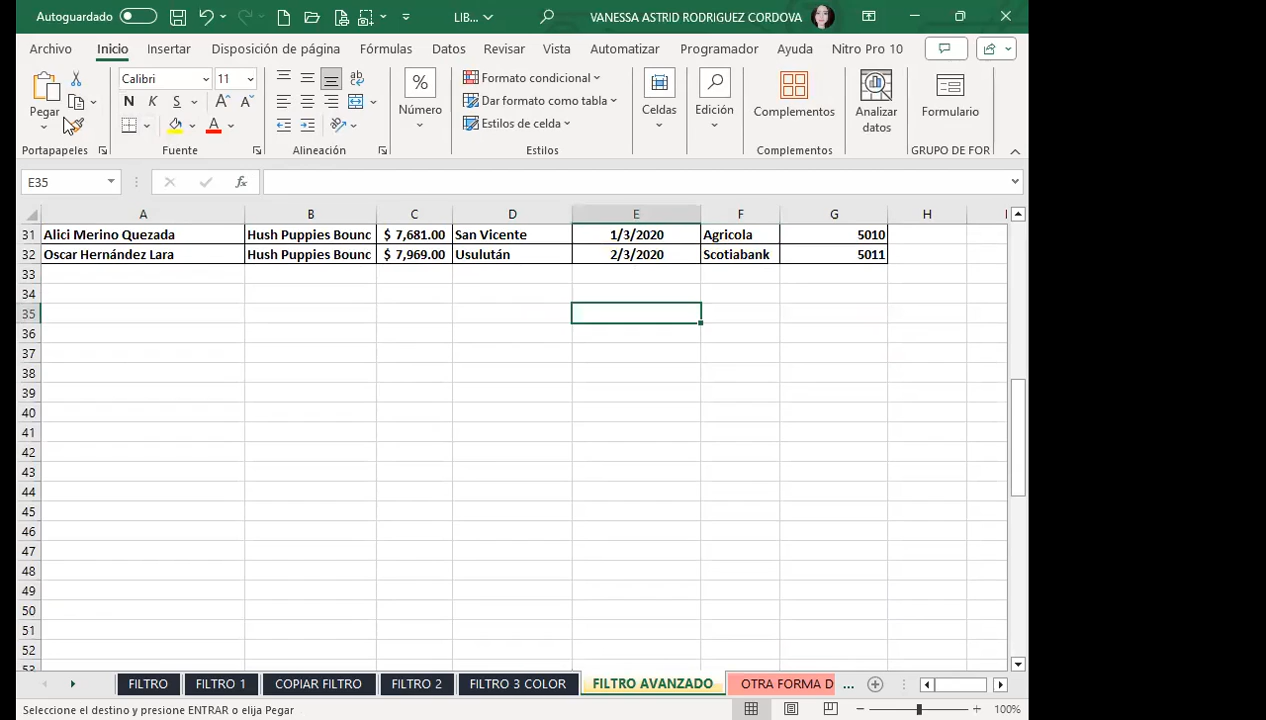 Autoguardado LIB... VANESSA ASTRID RODRIGUEZ CORDOVA
Archivo Inicio Insertar Disposición de página Fórmulas Datos Revisar Vista Automatizar Programador Ayuda Nitro Pro 10
Pegar
Portapapeles
Calibri 11
N K S
Fuente
Alineación
% Número
Formato condicional
Dar formato como tabla
Estilos de celda
Estilos
Celdas
Edición
Complementos
Complementos
Analizar datos
Formulario
GRUPO DE FOR
E35 fx
A B C D E F G H I
31 Alici Merino Quezada Hush Puppies Bounc $ 7,681.00 San Vicente 1/3/2020 Agricola 5010
32 Oscar Hernández Lara Hush Puppies Bounc $ 7,969.00 Usulután 2/3/2020 Scotiabank 5011
33
34
35
36
37
38
39
40
41
42
43
44
45
46
47
48
49
50
51
52
53
FILTRO FILTRO 1 COPIAR FILTRO FILTRO 2 FILTRO 3 COLOR FILTRO AVANZADO OTRA FORMA D ...
Seleccione el destino y presione ENTRAR o elija Pegar 100%